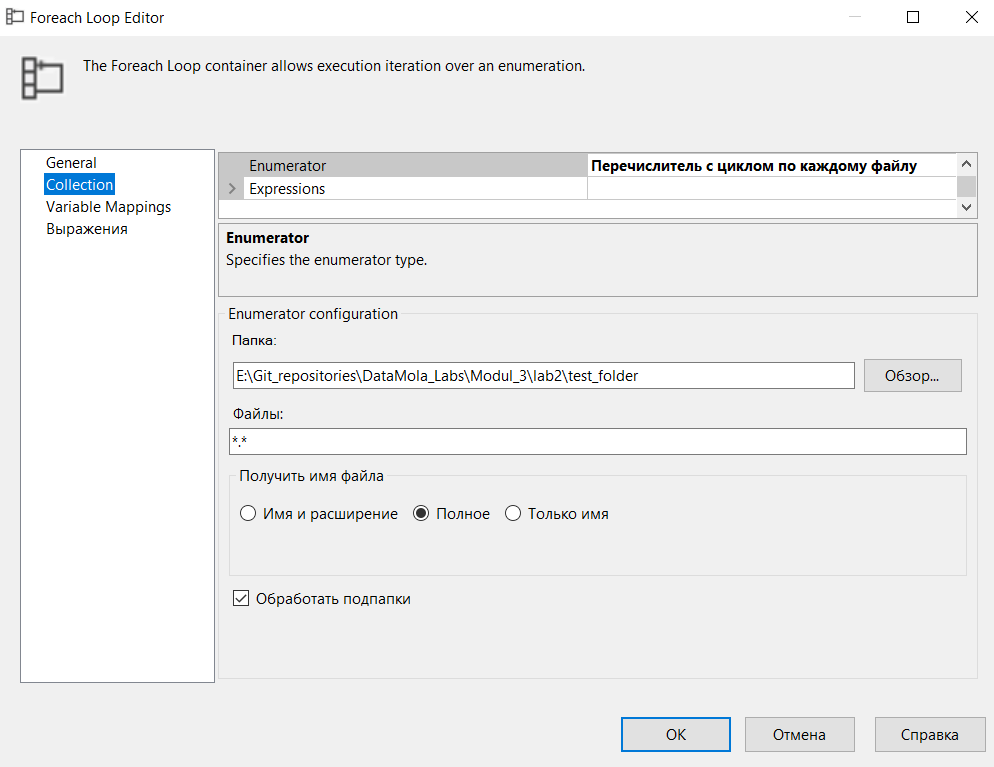 Foreach Loop Editor
The Foreach Loop container allows execution iteration over an enumeration.
General
Collection
Variable Mappings
Выражения
Enumerator Перечислитель с циклом по каждому файлу
Expressions
Enumerator
Specifies the enumerator type.
Enumerator configuration
Папка:
E:\Git_repositories\DataMola_Labs\Modul_3\lab2\test_folder
Обзор...
Файлы:
*.*
Получить имя файла
Имя и расширение Полное Только имя
Обработать подпапки
OK Отмена Справка